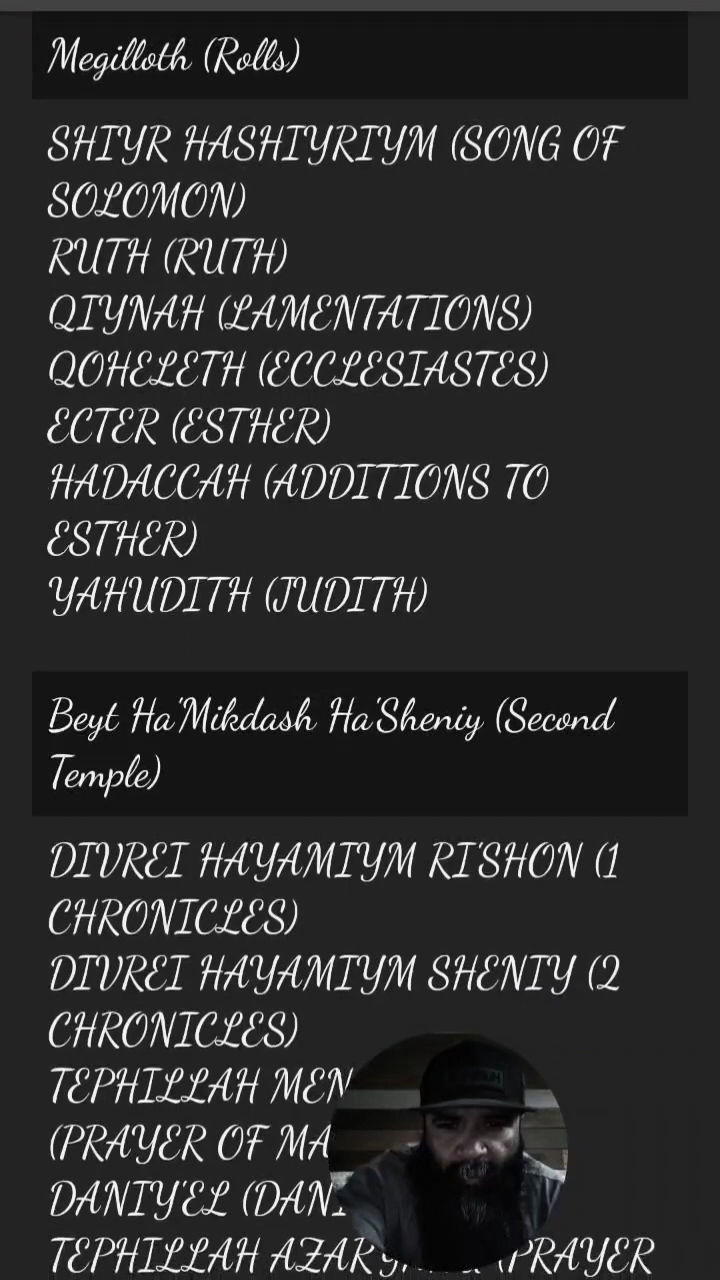 Megilloth (Rolls)
SHIYR HASHIYRIYM (SONG OF
SOLOMON)
RUTH (RUTH)
QIYNAH (LAMENTATIONS)
QOHELETH (ECCLESIASTES)
ECTER (ESTHER)
HADACCAH (ADDITIONS TO
ESTHER)
YAHUDITH (JUDITH)
Beyt Ha'Mikdash Ha'Sheniy (Second
Temple)
DIVREI HAYAMIYM RI'SHON (1
CHRONICLES)
DIVREI HAYAMIYM SHENIY (2
CHRONICLES)
TEPHILLAH
(PRAYER OF
DANIY'EL
TEPHILLAH (PRAYER